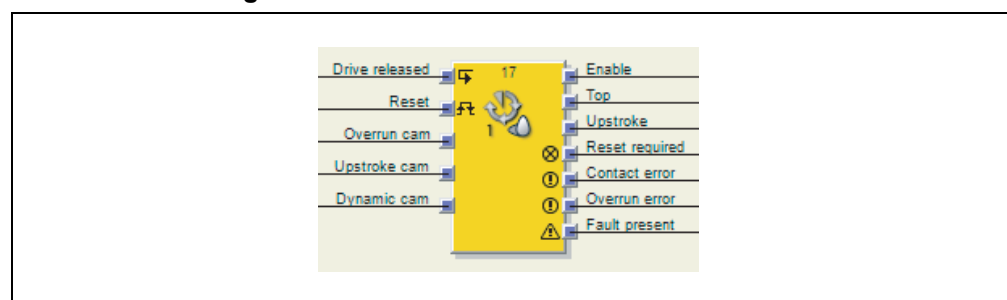 g
Drive released
Reset
Overrun cam
Upstroke cam
Dynamic cam
17
1
Enable
Top
Upstroke
Reset required
Contact error
Overrun error
Fault present